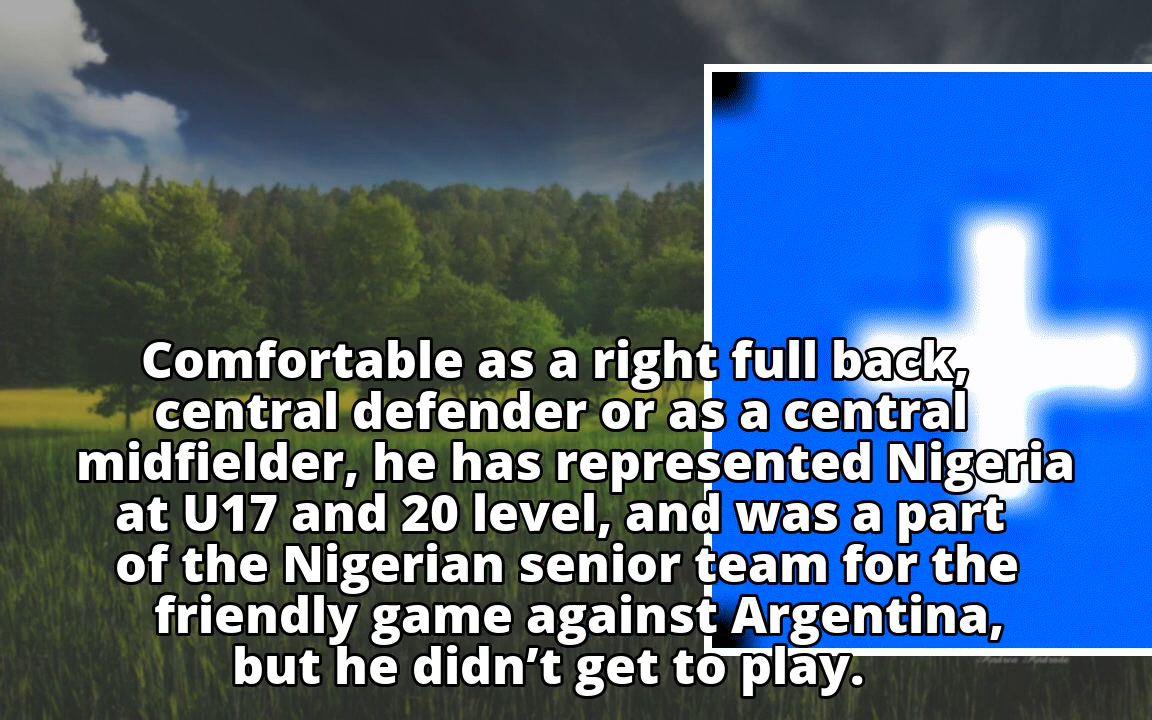 Comfortable as a right full back,
central defender or as a central
midfielder, he has represented Nigeria
at U17 and 20 level, and was a part
of the Nigerian senior team for the
friendly game against Argentina,
but he didn’t get to play.